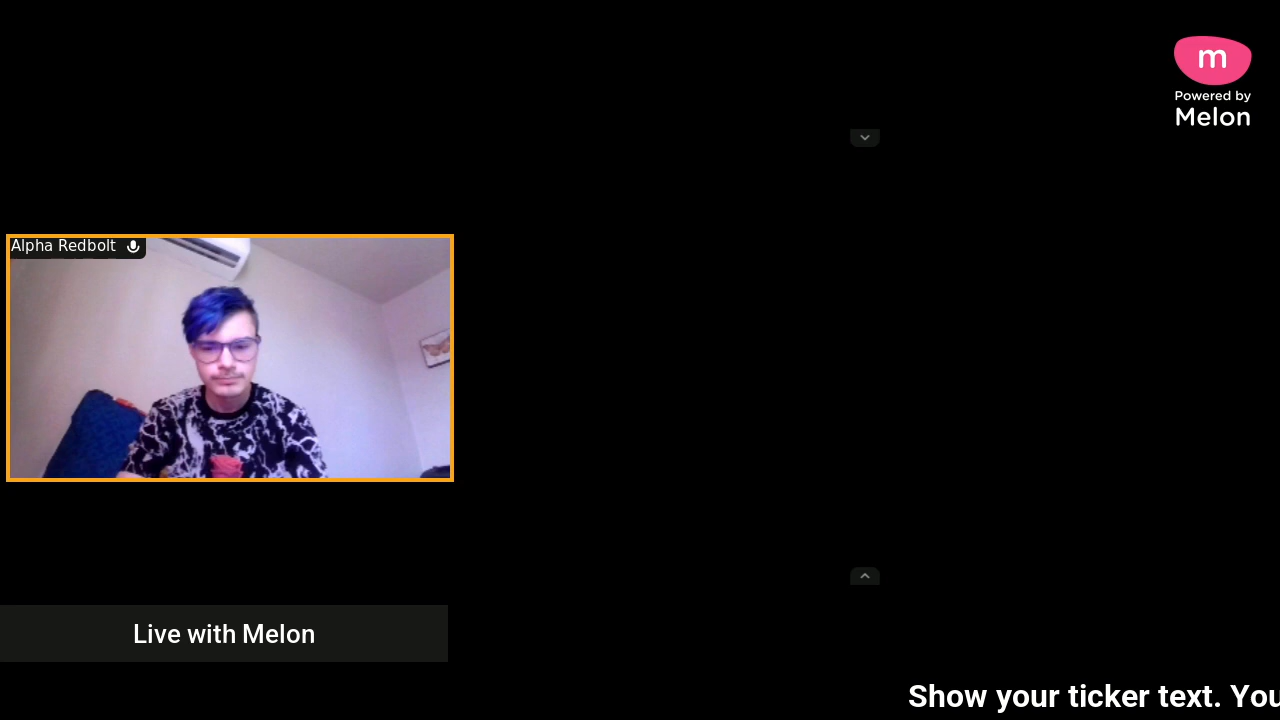 m
Powered by
Melon
Alpha Redbolt
Live with Melon
Show your ticker text. You